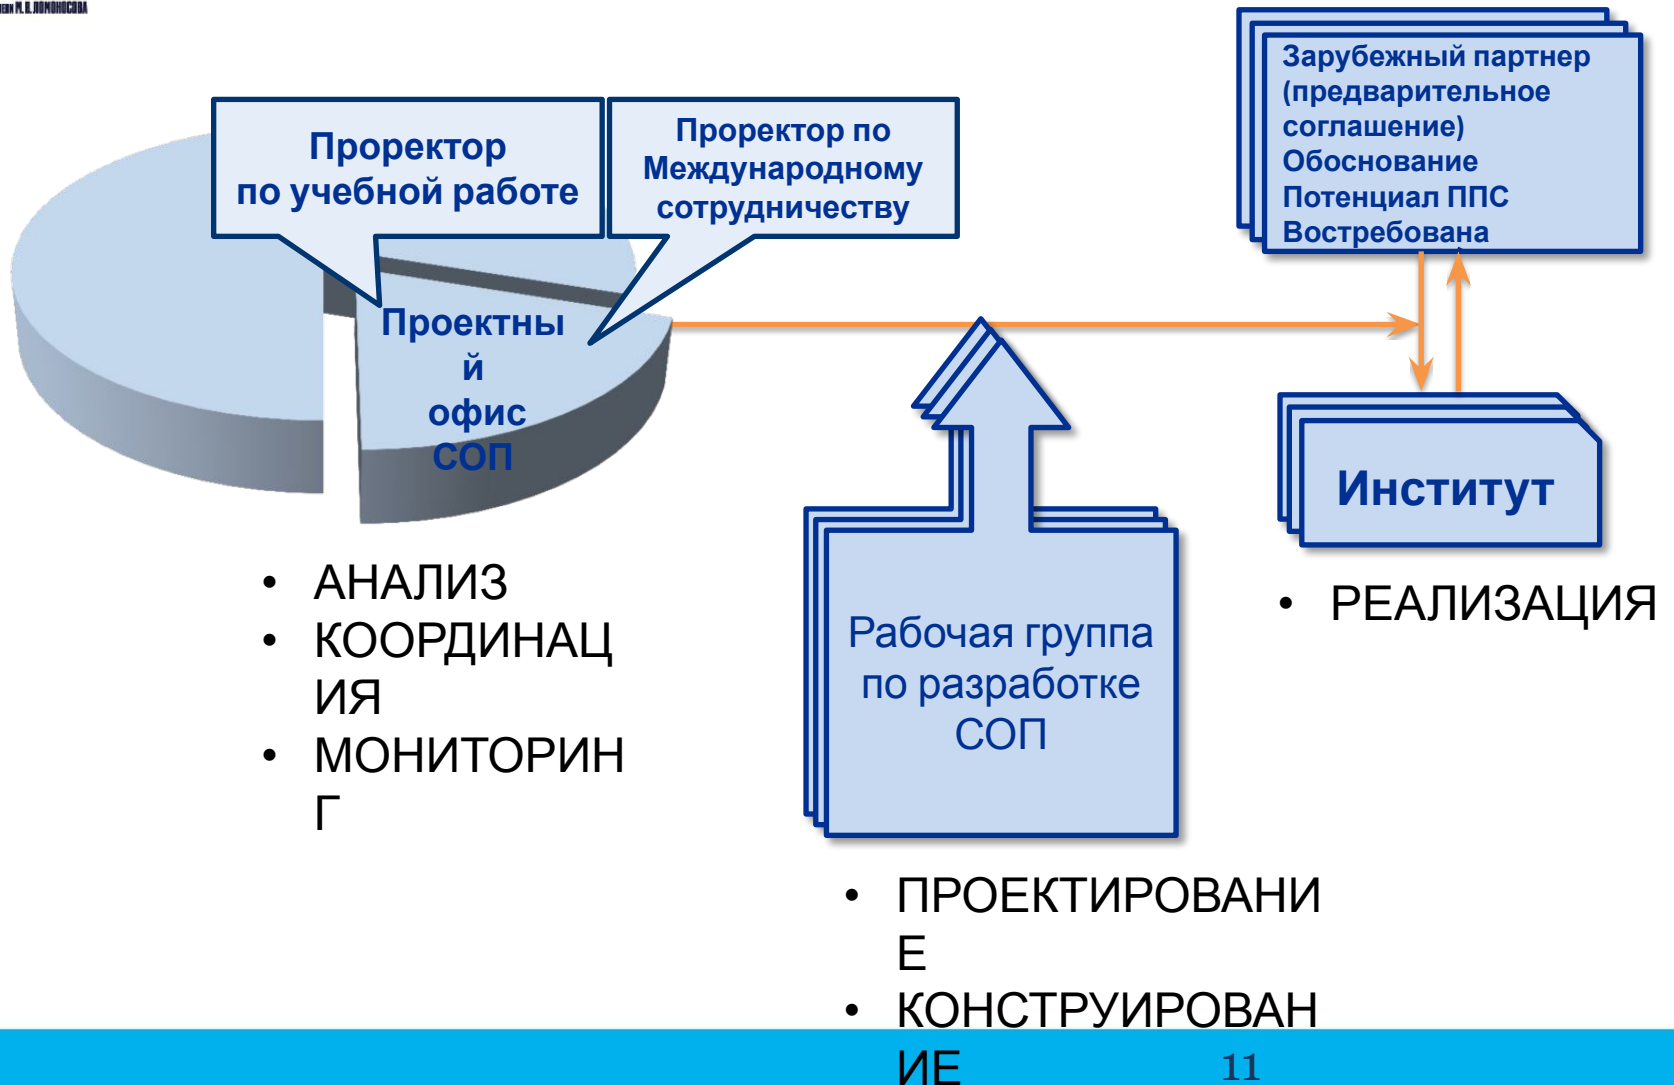 М.В. ЛОМОНОСОВА
Проректор
по учебной работе
Проректор по
Международному
сотрудничеству
Зарубежный партнер
(предварительное
соглашение)
Обоснование
Потенциал ППС
Востребована
Проектны
й
офис
СОП
Институт
• АНАЛИЗ
• КООРДИНАЦ
ИЯ
• МОНИТОРИН
Г
Рабочая группа
по разработке
СОП
• РЕАЛИЗАЦИЯ
• ПРОЕКТИРОВАНИ
Е
• КОНСТРУИРОВАН
ИЕ
11